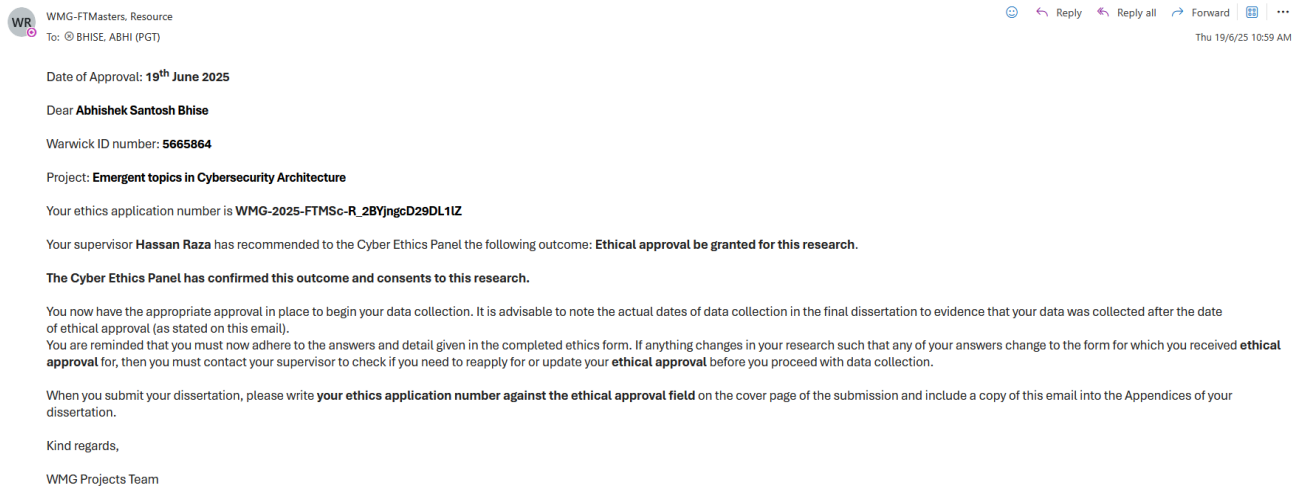 WR
WMG-FTMasters, Resource
Reply Reply all Forward
To: BHISE, ABHI (PGT)
Thu 19/6/25 10:59 AM
Date of Approval: 19th June 2025
Dear Abhishek Santosh Bhise
Warwick ID number: 5665864
Project: Emergent topics in Cybersecurity Architecture
Your ethics application number is WMG-2025-FTMSc-R_2BYjngcD29DL1lZ
Your supervisor Hassan Raza has recommended to the Cyber Ethics Panel the following outcome: Ethical approval be granted for this research.
The Cyber Ethics Panel has confirmed this outcome and consents to this research.
You now have the appropriate approval in place to begin your data collection. It is advisable to note the actual dates of data collection in the final dissertation to evidence that your data was collected after the date
of ethical approval (as stated on this email).
You are reminded that you must now adhere to the answers and detail given in the completed ethics form. If anything changes in your research such that any of your answers change to the form for which you received ethical
approval for, then you must contact your supervisor to check if you need to reapply for or update your ethical approval before you proceed with data collection.
When you submit your dissertation, please write your ethics application number against the ethical approval field on the cover page of the submission and include a copy of this email into the Appendices of your
dissertation.
Kind regards,
WMG Projects Team